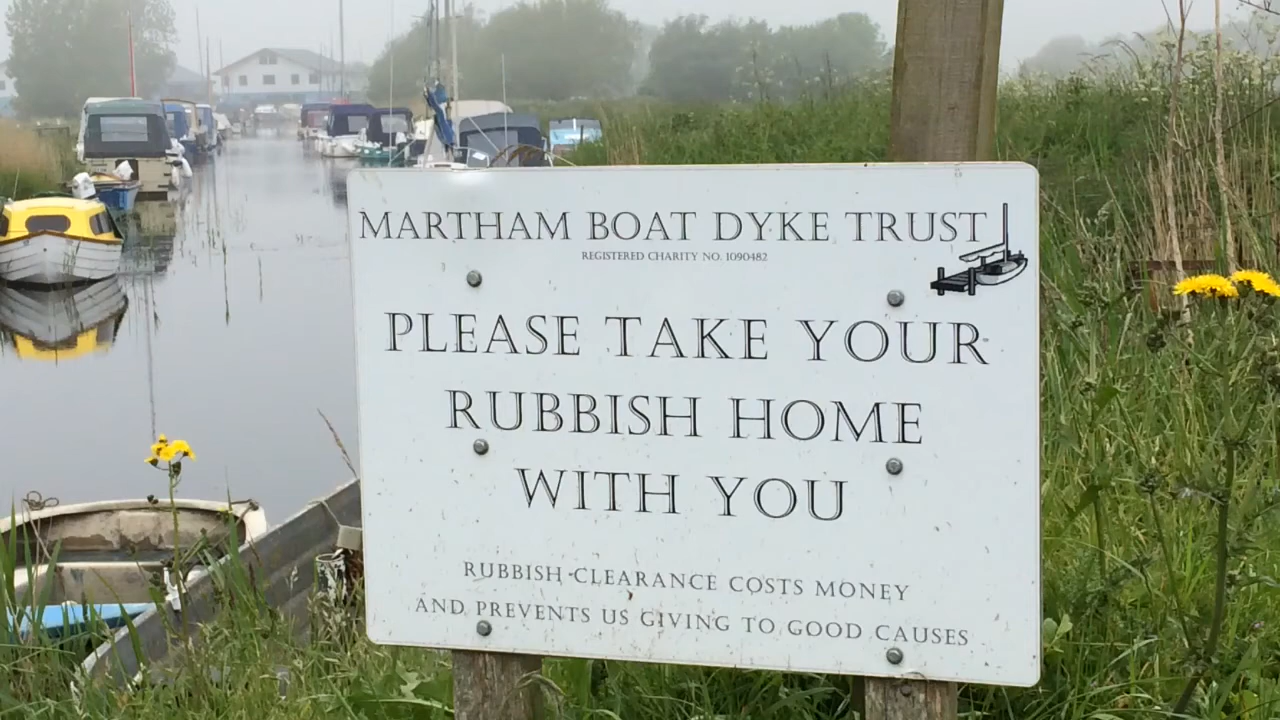 MARTHAM BOAT DYKE TRUST
REGISTERED CHARITY NO. 1090482
PLEASE TAKE YOUR
RUBBISH HOME
WITH YOU
RUBBISH CLEARANCE COSTS MONEY
AND PREVENTS US GIVING TO GOOD CAUSES